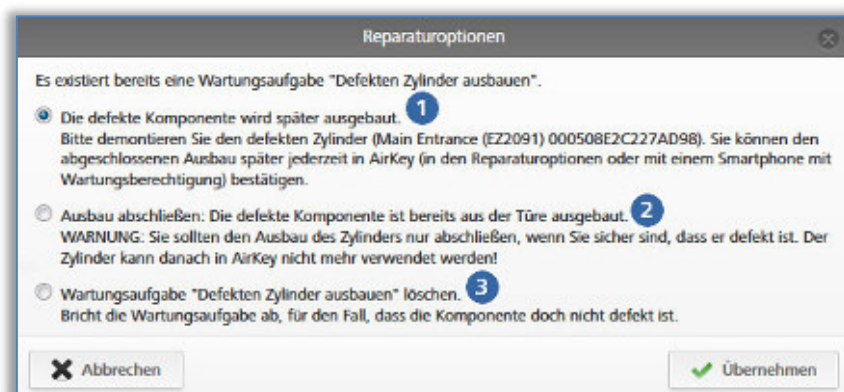 Reparaturoptionen
Es existiert bereits eine Wartungsaufgabe "Defekten Zylinder ausbauen".
Die defekte Komponente wird später ausgebaut. 1
Bitte demontieren Sie den defekten Zylinder (Main Entrance (EZ2091) 000508E2C227AD98). Sie können den
abgeschlossenen Ausbau später jederzeit in AirKey (in den Reparaturoptionen oder mit einem Smartphone mit
Wartungsberechtigung) bestätigen.
Ausbau abschließen: Die defekte Komponente ist bereits aus der Türe ausgebaut. 2
WARNUNG: Sie sollten den Ausbau des Zylinders nur abschließen, wenn Sie sicher sind, dass er defekt ist. Der
Zylinder kann danach in AirKey nicht mehr verwendet werden!
Wartungsaufgabe "Defekten Zylinder ausbauen" löschen. 3
Bricht die Wartungsaufgabe ab, für den Fall, dass die Komponente doch nicht defekt ist.
Abbrechen Übernehmen